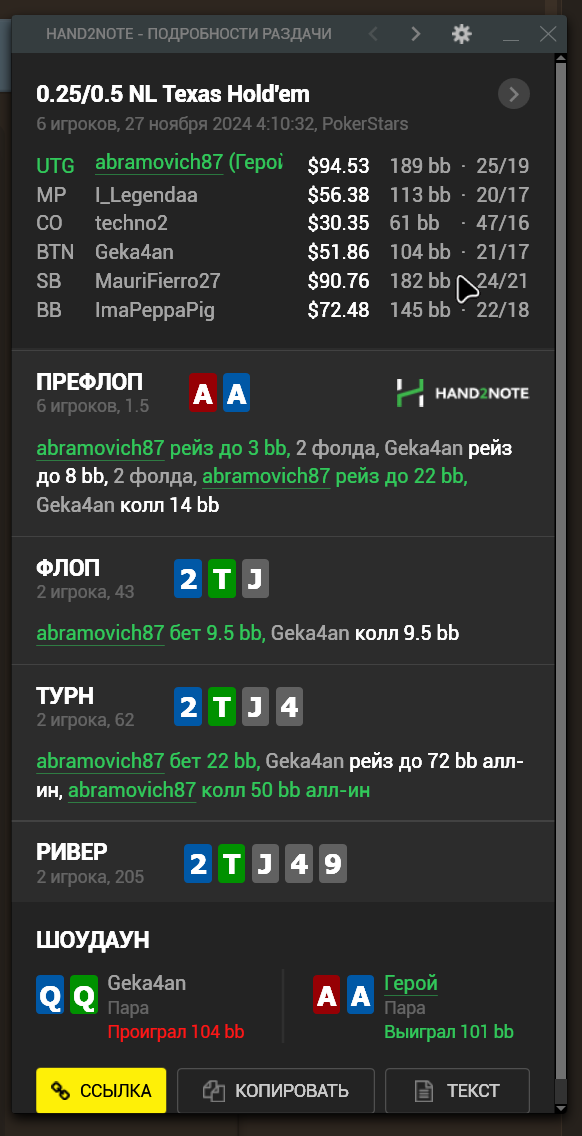 HAND2NOTE - ПОДРОБНОСТИ РАЗДАЧИ
0.25/0.5 NL Texas Hold'em
6 игроков, 27 ноября 2024 4:10:32, PokerStars
UTG abramovich87 (Герой $94.53 189 bb · 25/19
MP I_Legendaa $56.38 113 bb · 20/17
CO techno2 $30.35 61 bb · 47/16
BTN Geka4an $51.86 104 bb · 21/17
SB MauriFierro27 $90.76 182 bb · 24/21
BB ImaPeppaPig $72.48 145 bb · 22/18
ПРЕФЛОП A A HAND2NOTE
6 игроков, 1.5
abramovich87 рейз до 3 bb, 2 фолда, Geka4an рейз
до 8 bb, 2 фолда, abramovich87 рейз до 22 bb,
Geka4an колл 14 bb
ФЛОП 2 T J
2 игрока, 43
abramovich87 бет 9.5 bb, Geka4an колл 9.5 bb
ТУРН 2 T J 4
2 игрока, 62
abramovich87 бет 22 bb, Geka4an рейз до 72 bb алл-
ин, abramovich87 колл 50 bb алл-ин
РИВЕР 2 T J 4 9
2 игрока, 205
ШОУДАУН
Q Q Geka4an A A Герой
Пара Пара
Проиграл 104 bb Выиграл 101 bb
ССЫЛКА КОПИРОВАТЬ ТЕКСТ